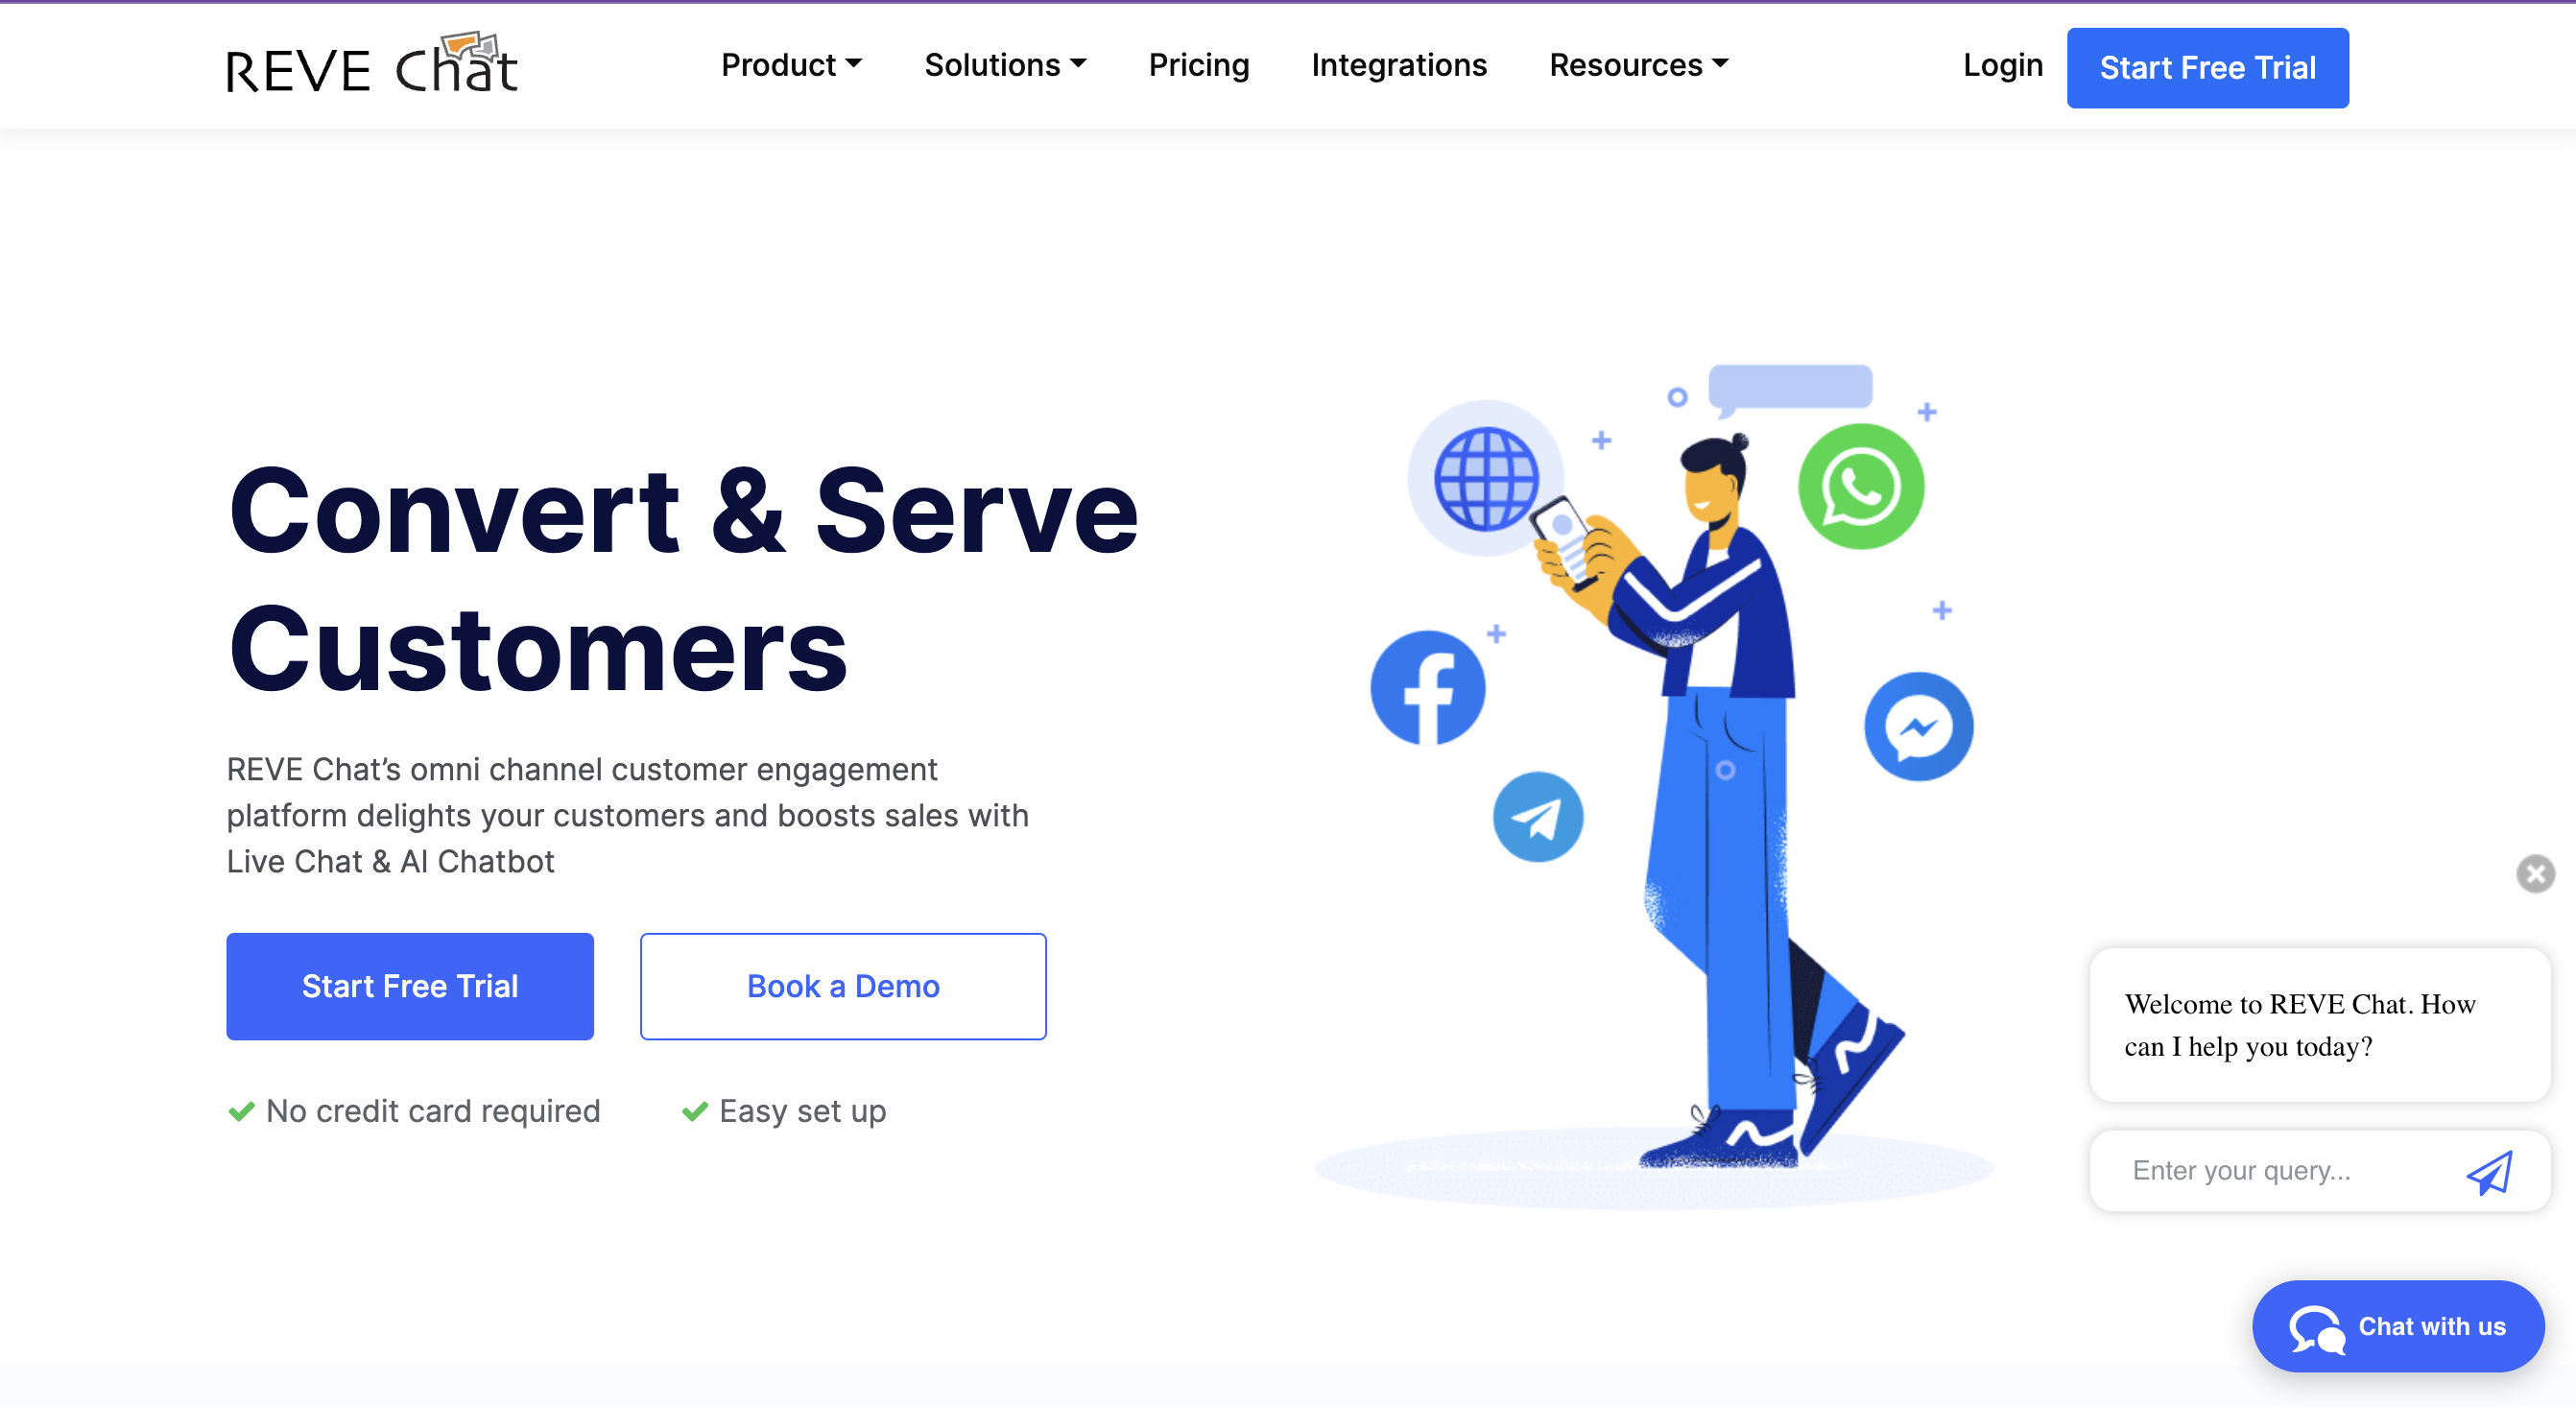 REVE Chat
Product
Solutions
Pricing
Integrations
Resources
Login
Start Free Trial
Convert & Serve
Customers
REVE Chat’s omni channel customer engagement
platform delights your customers and boosts sales with
Live Chat & AI Chatbot
Start Free Trial
Book a Demo
No credit card required
Easy set up
Welcome to REVE Chat. How
can I help you today?
Enter your query...
Chat with us